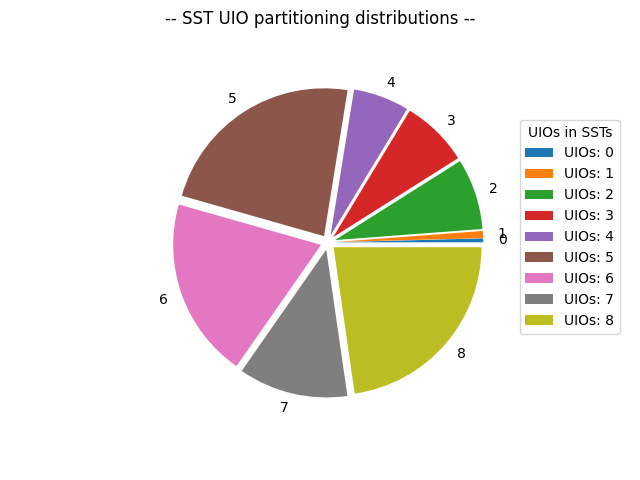 -- SST UIO partitioning distributions --
4
5
3
2
1
0
6
7
8
UIOs in SSTs
UIOs: 0
UIOs: 1
UIOs: 2
UIOs: 3
UIOs: 4
UIOs: 5
UIOs: 6
UIOs: 7
UIOs: 8